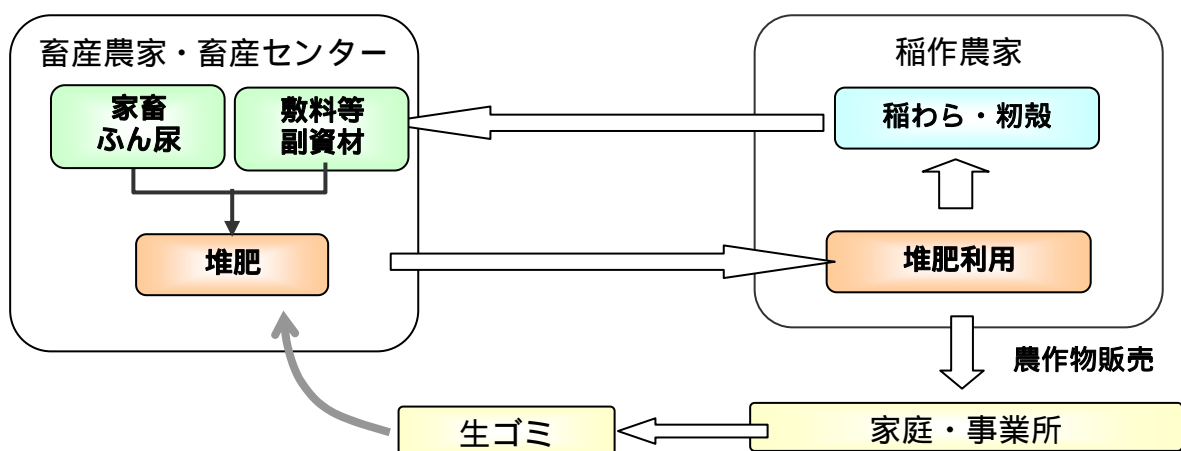 畜産農家・畜産センター
家畜
ふん尿
敷料等
副資材
堆肥
稲作農家
稲わら・籾殻
堆肥利用
農作物販売
生ゴミ
家庭・事業所